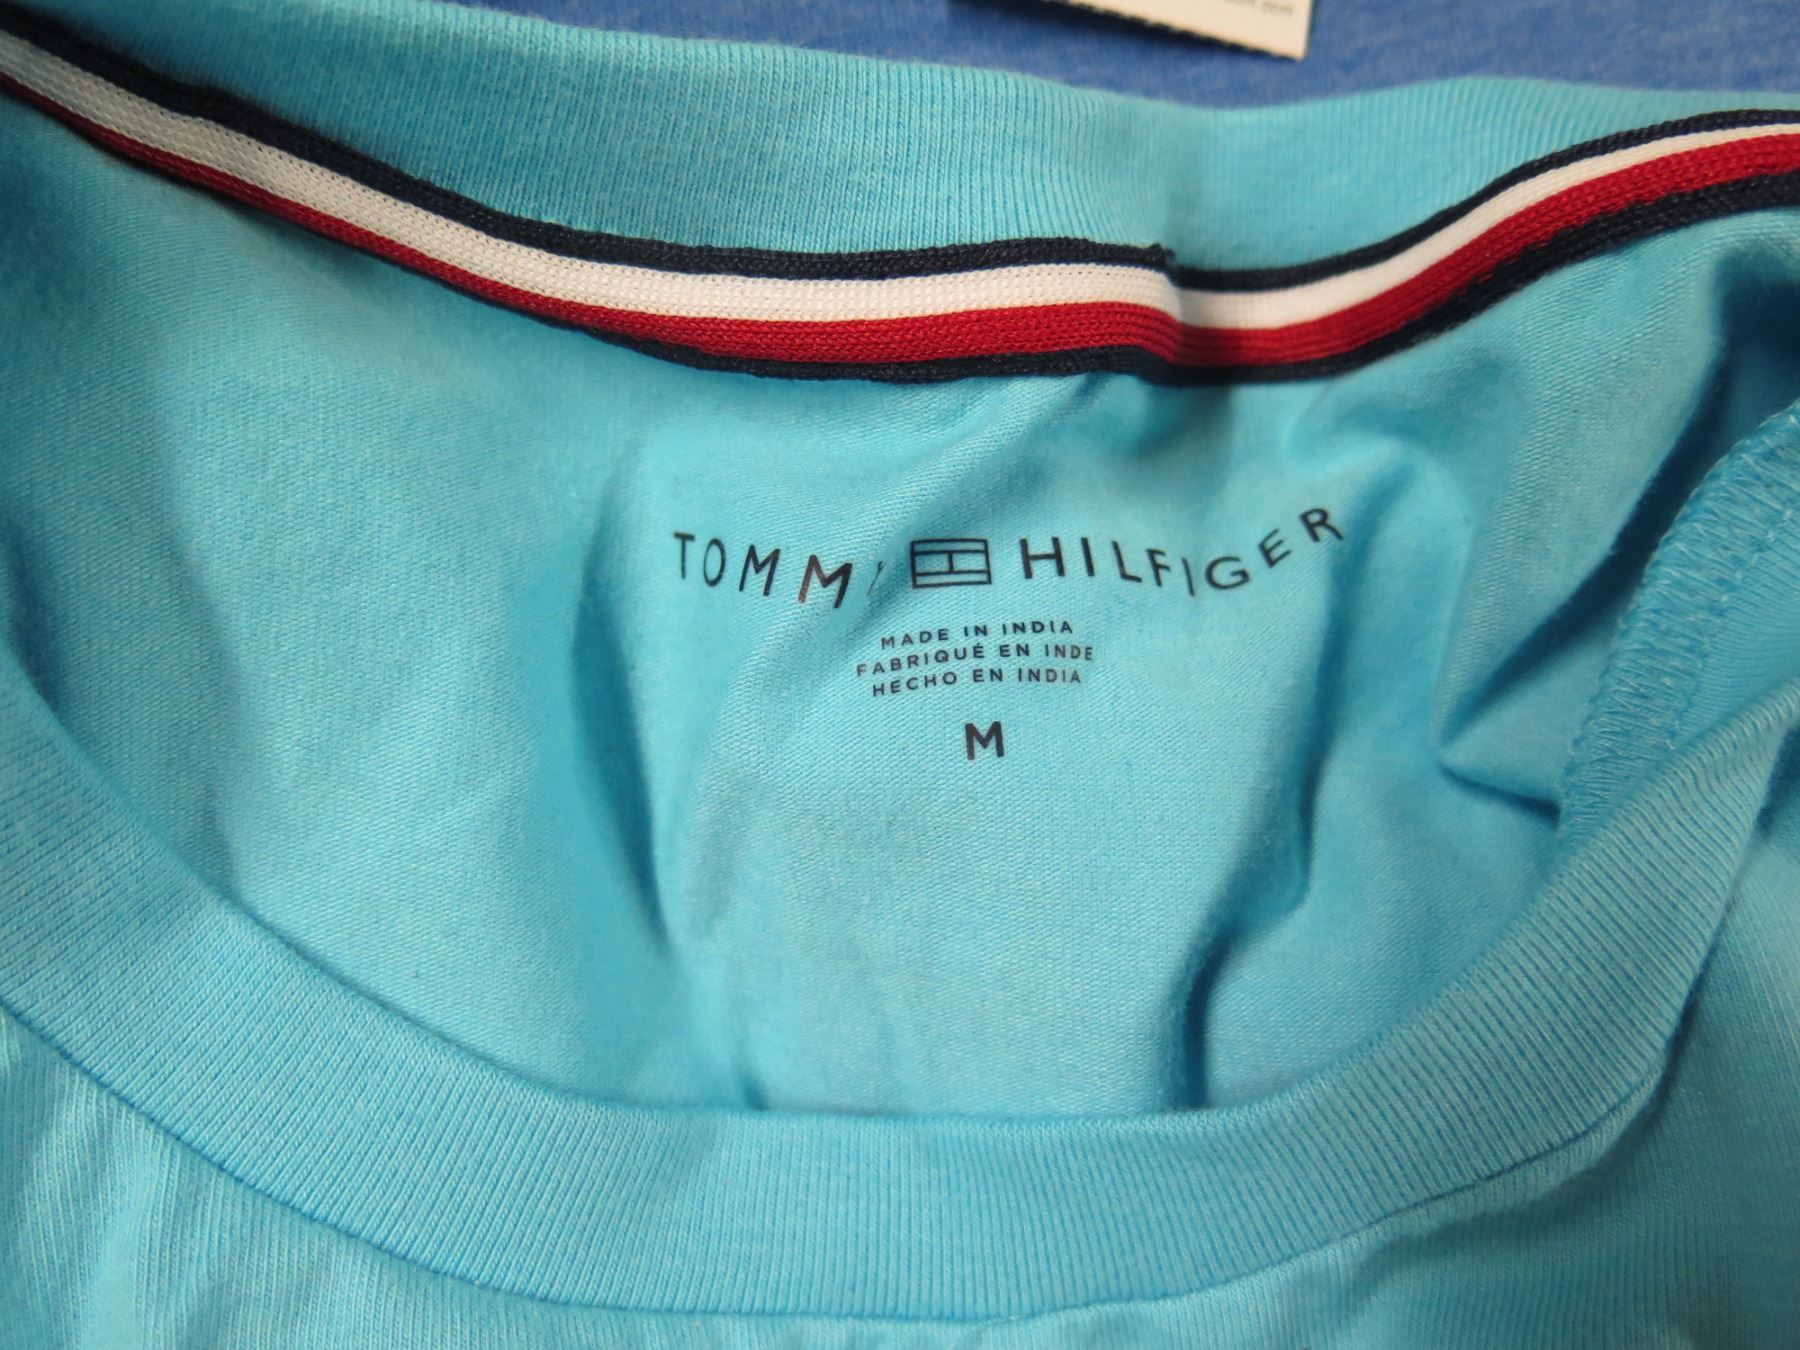 TOMMY HILFIGER
MADE IN INDIA
FABRIQUÉ EN INDE
HECHO EN INDIA
M